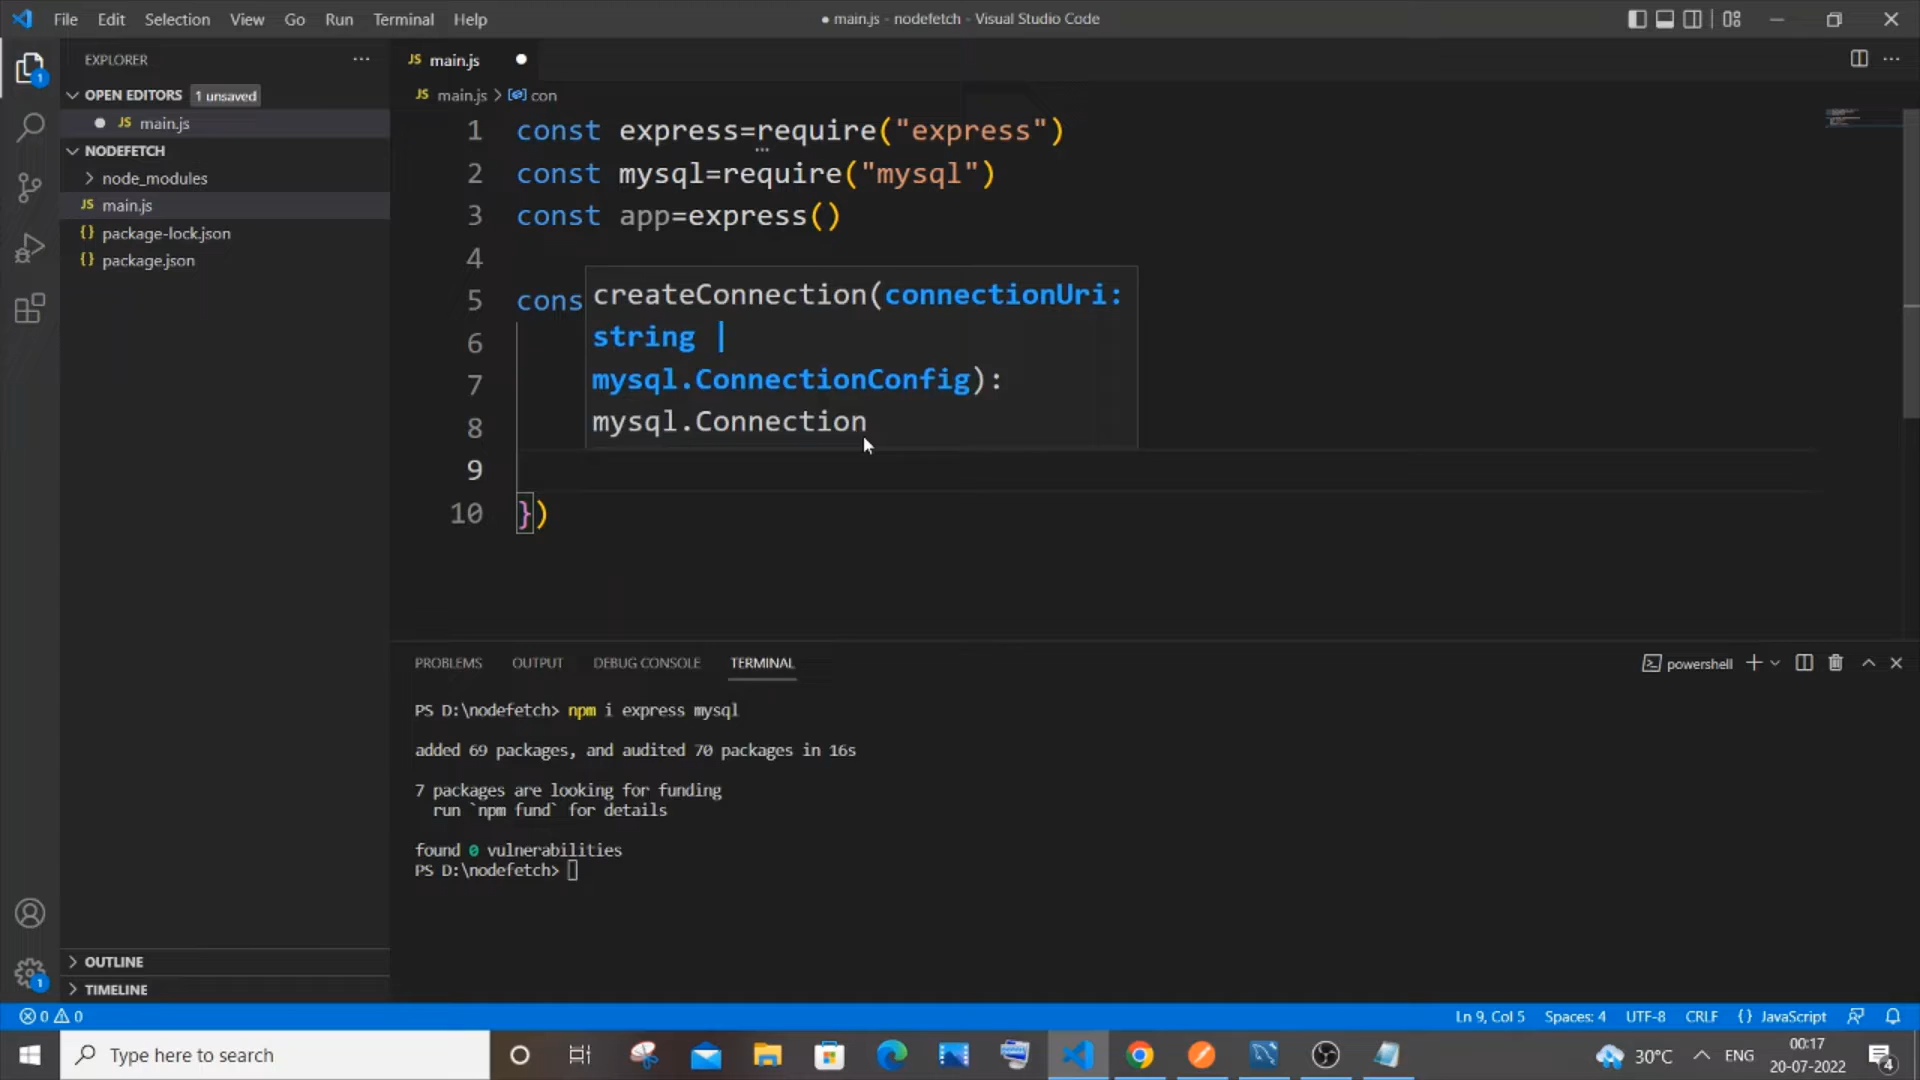 File Edit Selection View Go Run Terminal Help
● main.js - nodefetch - Visual Studio Code
EXPLORER
OPEN EDITORS 1 unsaved
JS main.js
NODEFETCH
node_modules
JS main.js
{} package-lock.json
{} package.json
OUTLINE
TIMELINE
JS main.js
JS main.js > con
1 const express=require("express")
2 const mysql=require("mysql")
3 const app=express()
4
5 cons
6
7
8
9
10 })
createConnection(connectionUri:
string |
mysql.ConnectionConfig):
mysql.Connection
PROBLEMS OUTPUT DEBUG CONSOLE TERMINAL
powershell
PS D:\nodefetch> npm i express mysql
added 69 packages, and audited 70 packages in 16s
7 packages are looking for funding
run `npm fund` for details
found 0 vulnerabilities
PS D:\nodefetch>
0 0
Ln 9, Col 5 Spaces: 4 UTF-8 CRLF {} JavaScript
Type here to search
30°C ENG
00:17
20-07-2022
4
1
1